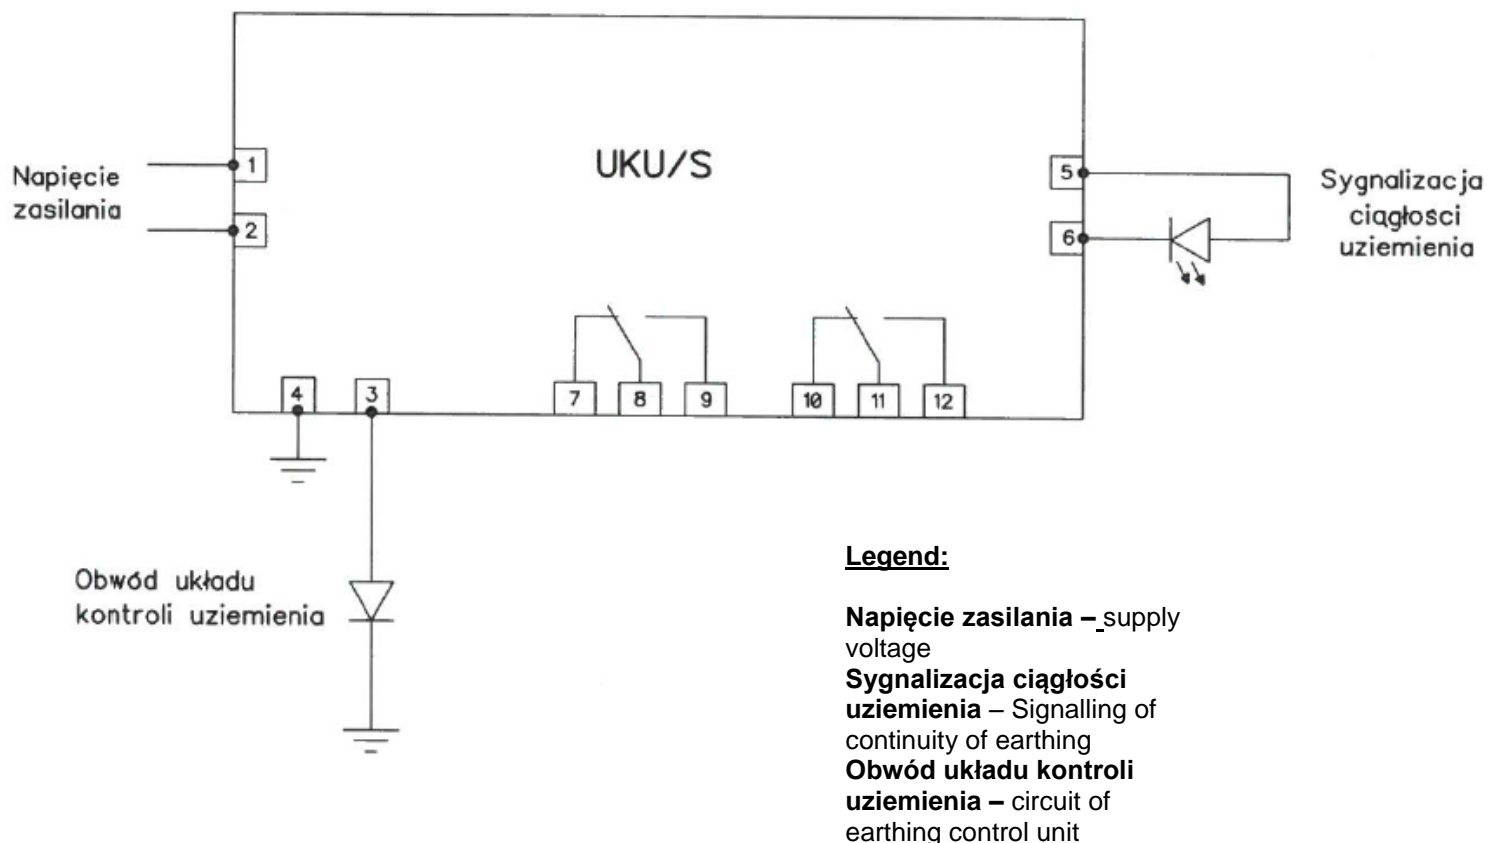 UKU/S
Napięcie
zasilania
1
2
5
6
Sygnalizacja
ciągłości
uziemienia
4
3
7
8
9
10
11
12
Obwód układu
kontroli uziemienia
Legend:
Napięcie zasilania – supply
voltage
Sygnalizacja ciągłości
uziemienia – Signalling of
continuity of earthing
Obwód układu kontroli
uziemienia – circuit of
earthing control unit